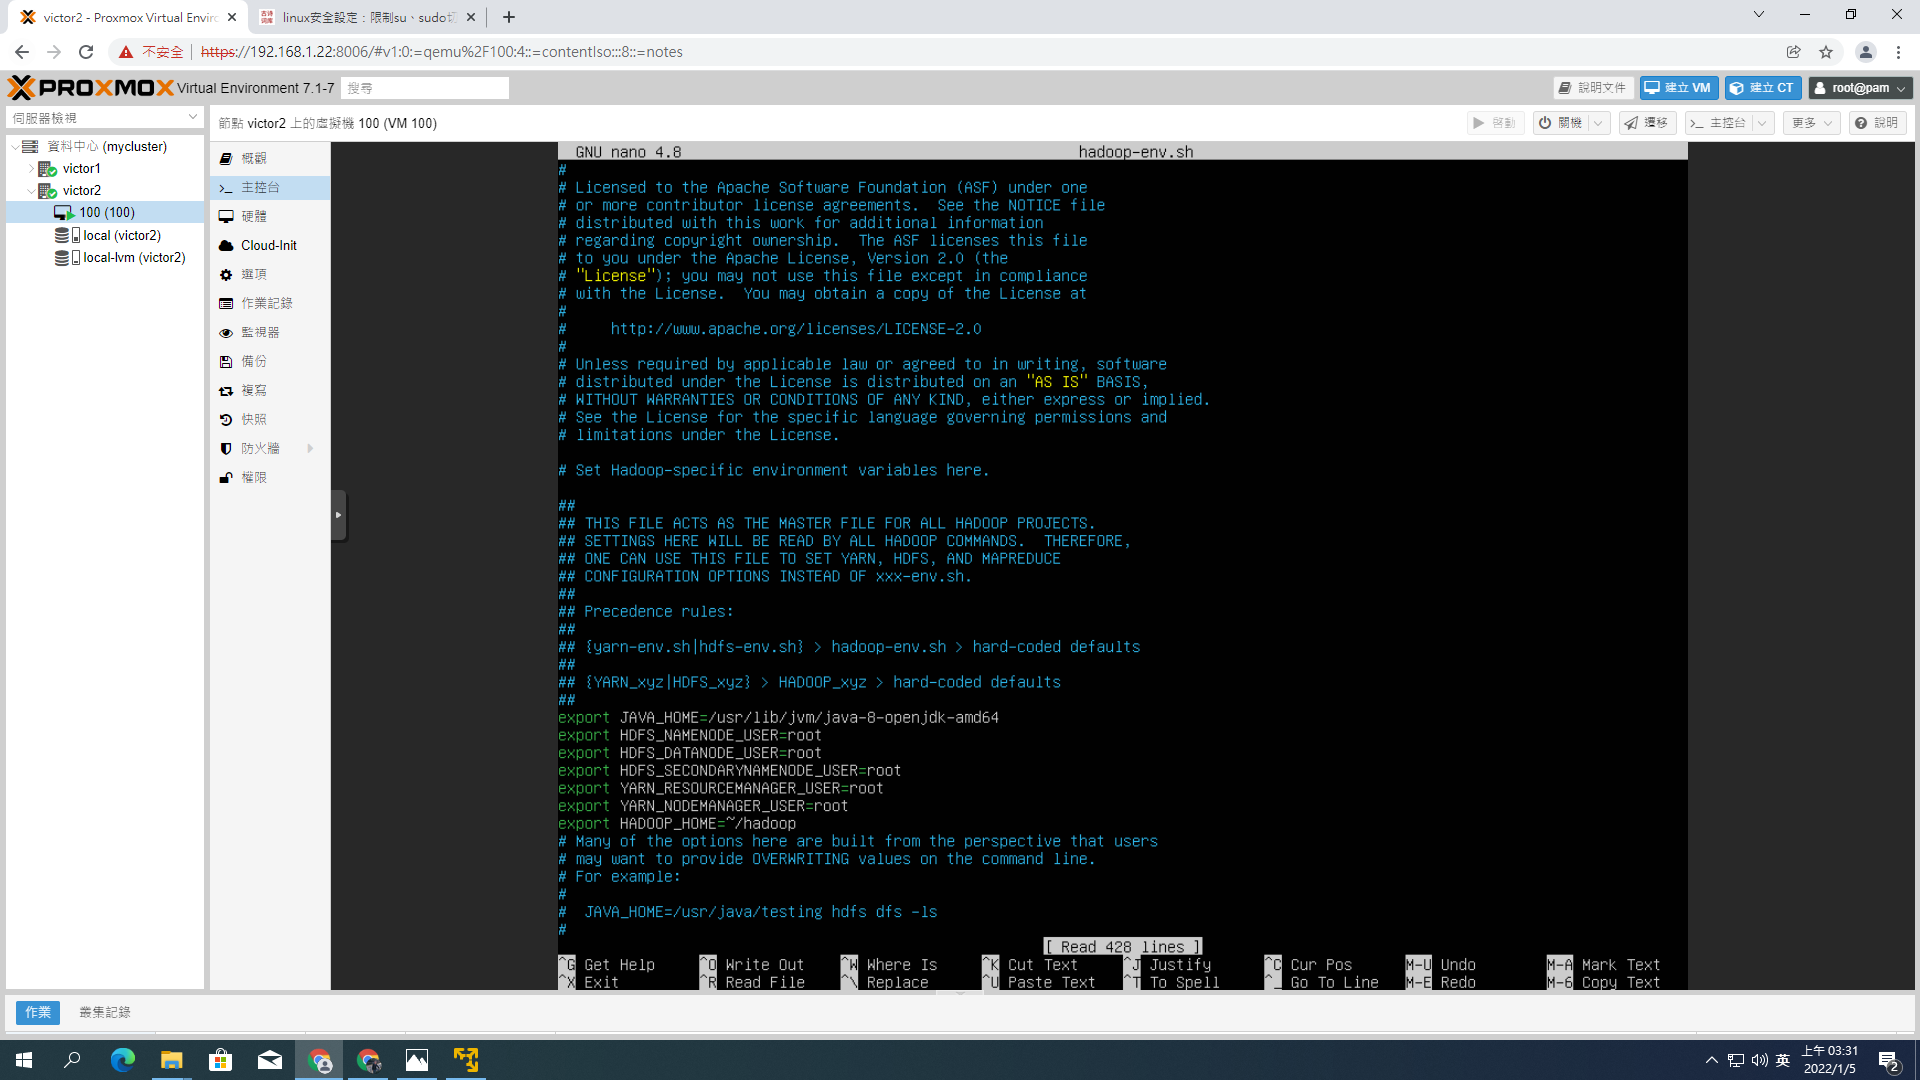 victor2 - Proxmox Virtual Enviro
linux安全設定：限制su、sudo切
不安全
https://192.168.1.22:8006/#v1:0:=qemu%2F100:4::=contentIso:::8::=notes
PROXMOX Virtual Environment 7.1-7
搜尋
說明文件
建立 VM
建立 CT
root@pam
伺服器檢視
節點 victor2 上的虛擬機 100 (VM 100)
啓動
關機
遷移
主控台
更多
說明
資料中心 (mycluster)
victor1
victor2
100 (100)
local (victor2)
local-lvm (victor2)
概觀
主控台
硬體
Cloud-Init
選項
作業記錄
監視器
備份
複寫
快照
防火牆
權限
GNU nano 4.8 hadoop-env.sh
#
# Licensed to the Apache Software Foundation (ASF) under one
# or more contributor license agreements.  See the NOTICE file
# distributed with this work for additional information
# regarding copyright ownership.  The ASF licenses this file
# to you under the Apache License, Version 2.0 (the
# "License"); you may not use this file except in compliance
# with the License.  You may obtain a copy of the License at
#
#     http://www.apache.org/licenses/LICENSE-2.0
#
# Unless required by applicable law or agreed to in writing, software
# distributed under the License is distributed on an "AS IS" BASIS,
# WITHOUT WARRANTIES OR CONDITIONS OF ANY KIND, either express or implied.
# See the License for the specific language governing permissions and
# limitations under the License.
# Set Hadoop-specific environment variables here.
##
## THIS FILE ACTS AS THE MASTER FILE FOR ALL HADOOP PROJECTS.
## SETTINGS HERE WILL BE READ BY ALL HADOOP COMMANDS.  THEREFORE,
## ONE CAN USE THIS FILE TO SET YARN, HDFS, AND MAPREDUCE
## CONFIGURATION OPTIONS INSTEAD OF xxx-env.sh.
##
## Precedence rules:
##
## {yarn-env.sh|hdfs-env.sh} > hadoop-env.sh > hard-coded defaults
##
## {YARN_xyz|HDFS_xyz} > HADOOP_xyz > hard-coded defaults
##
export JAVA_HOME=/usr/lib/jvm/java-8-openjdk-amd64
export HDFS_NAMENODE_USER=root
export HDFS_DATANODE_USER=root
export HDFS_SECONDARYNAMENODE_USER=root
export YARN_RESOURCEMANAGER_USER=root
export YARN_NODEMANAGER_USER=root
export HADOOP_HOME=~/hadoop
# Many of the options here are built from the perspective that users
# may want to provide OVERWRITING values on the command line.
# For example:
#
#  JAVA_HOME=/usr/java/testing hdfs dfs -ls
#
[ Read 428 lines ]
^G Get Help ^O Write Out ^W Where Is ^K Cut Text ^J Justify ^C Cur Pos M-U Undo M-A Mark Text
^X Exit ^R Read File ^\ Replace ^U Paste Text ^T To Spell ^_ Go To Line M-E Redo M-6 Copy Text
作業
叢集記錄
英
上午 03:31
2022/1/5
2